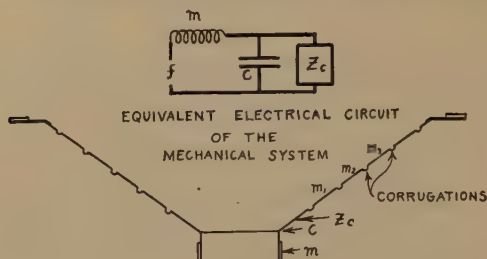 m
f
C
Zc
EQUIVALENT ELECTRICAL CIRCUIT
OF THE
MECHANICAL SYSTEM
m3
m2
m1
CORRUGATIONS
Zc
C
m